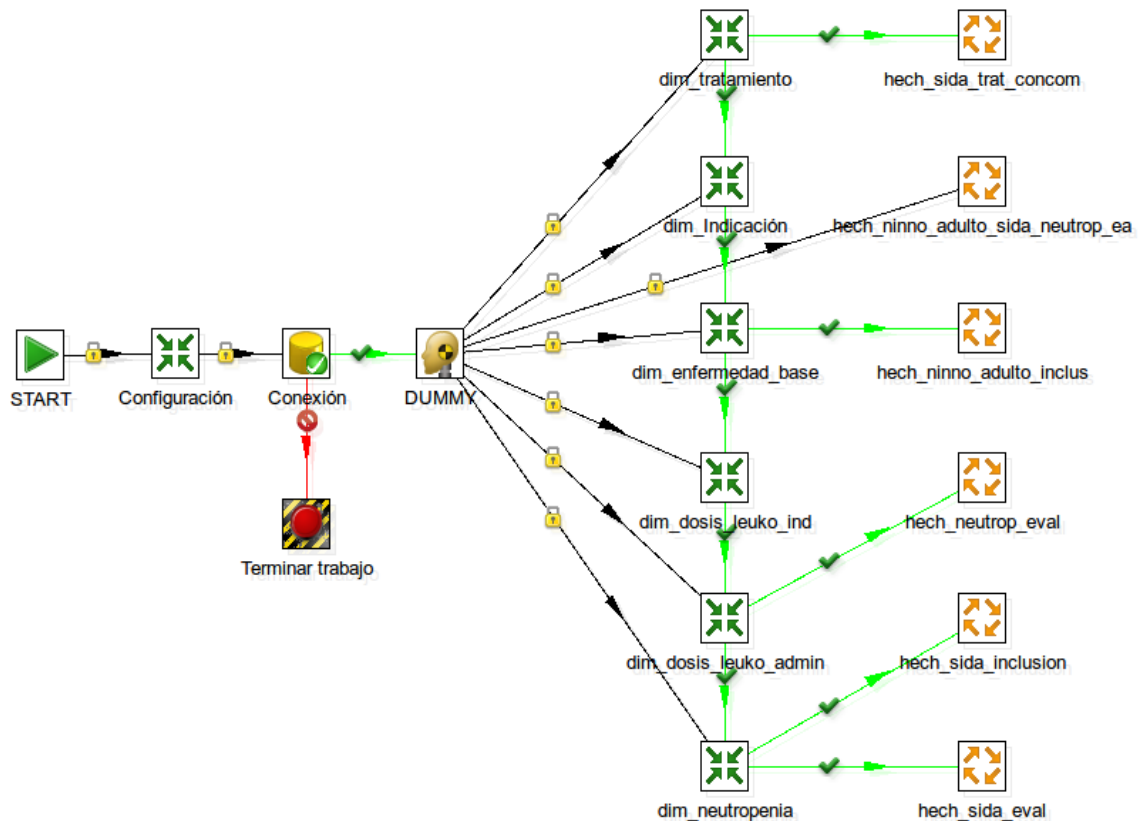 dim_tratamiento
hech_sida_trat_concom
dim_Indicación
hech_ninno_adulto_sida_neutrop_ea
START
Configuración
Conexión
DUMMY
dim_enfermedad_base
hech_ninno_adulto_inclus
dim_dosis_leuko_ind
hech_neutrop_eval
Terminar trabajo
dim_dosis_leuko_admin
hech_sida_inclusion
dim_neutropenia
hech_sida_eval